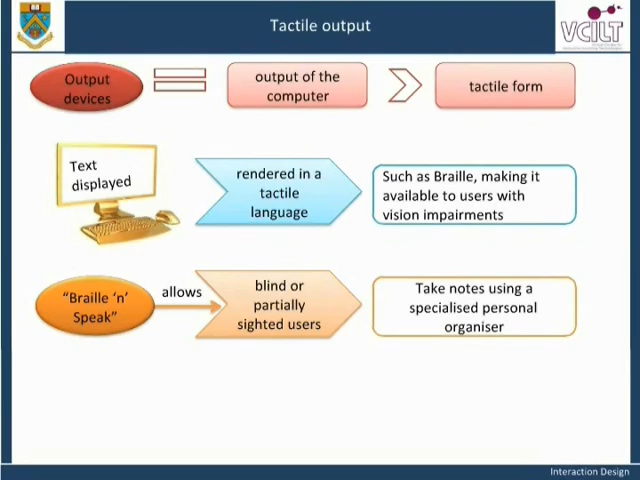 Tactile output
VCILT
Output
devices
output of the
computer
tactile form
Text
displayed
rendered in a
tactile
language
Such as Braille, making it
available to users with
vision impairments
"Braille 'n'
Speak"
allows
blind or
partially
sighted users
Take notes using a
specialised personal
organiser
Interaction Design